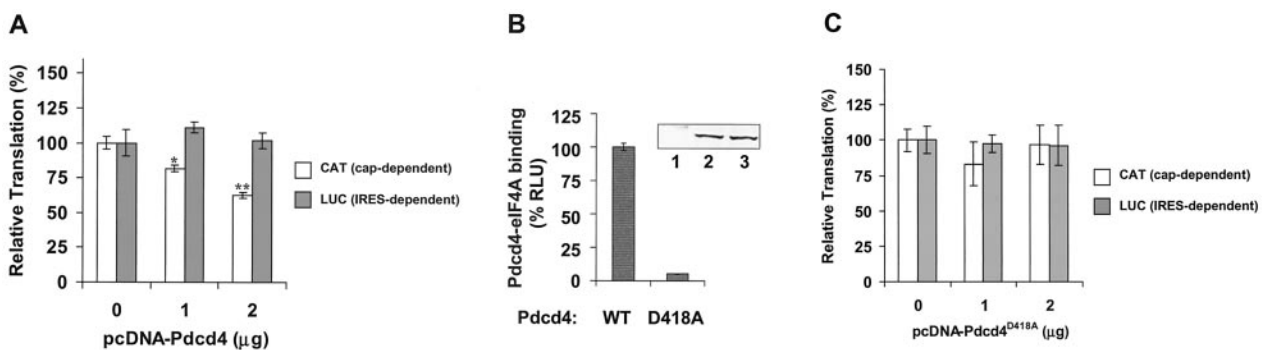 A
Relative Translation (%)
150
125
100
75
50
25
0
*
**
0 1 2
pcDNA-Pdcd4 (μg)
CAT (cap-dependent)
LUC (IRES-dependent)
B
Pdcd4-eIF4A binding
(% RLU)
125
100
75
50
25
0
1 2 3
Pdcd4: WT D418A
C
Relative Translation (%)
150
125
100
75
50
25
0
0 1 2
pcDNA-Pdcd4D418A (μg)
CAT (cap-dependent)
LUC (IRES-dependent)